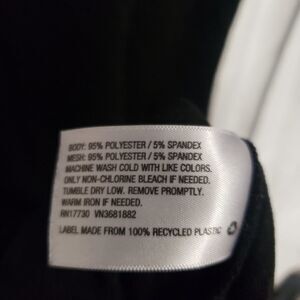 BODY: 95% POLYESTER / 5% SPANDEX
MESH: 95% POLYESTER / 5% SPANDEX
MACHINE WASH COLD WITH LIKE COLORS.
ONLY NON-CHLORINE BLEACH IF NEEDED.
TUMBLE DRY LOW. REMOVE PROMPTLY.
WARM IRON IF NEEDED.
RN17730 VN3681882
LABEL MADE FROM 100% RECYCLED PLASTIC